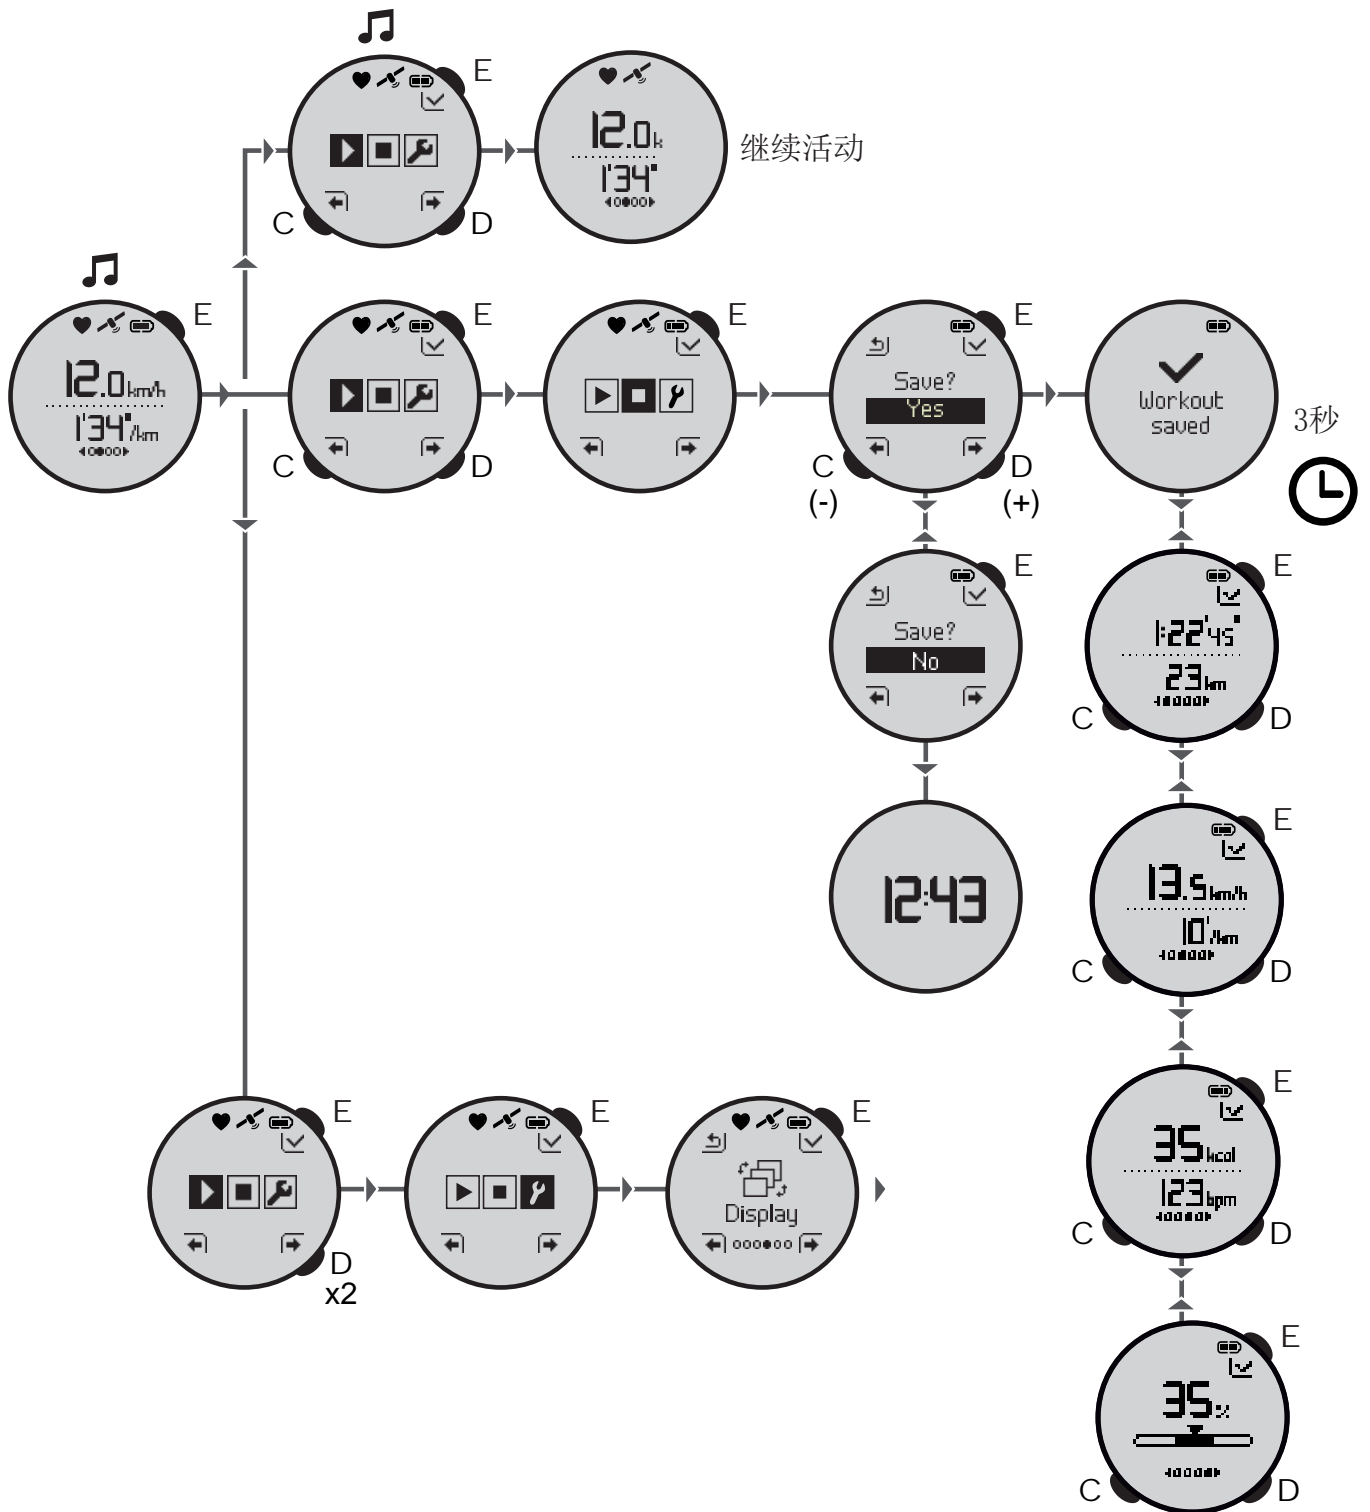 E
12.0k
1'34"
继续活动
C
D
E
12.0km/h
1'34"/km
E
C
D
E
E
Save?
Yes
C
(-)
D
(+)
Workout
saved
3秒
E
Save?
No
12:43
E
1:22'45"
23km
C
D
E
13.5km/h
10'/km
C
D
E
35kcal
123bpm
C
D
E
D
x2
E
E
Display
E
35%
C
D